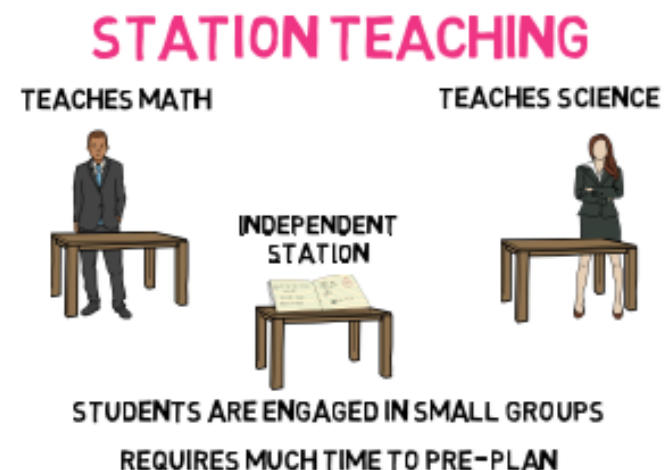 STATION TEACHING
TEACHES MATH
TEACHES SCIENCE
INDEPENDENT
STATION
STUDENTS ARE ENGAGED IN SMALL GROUPS
REQUIRES MUCH TIME TO PRE-PLAN